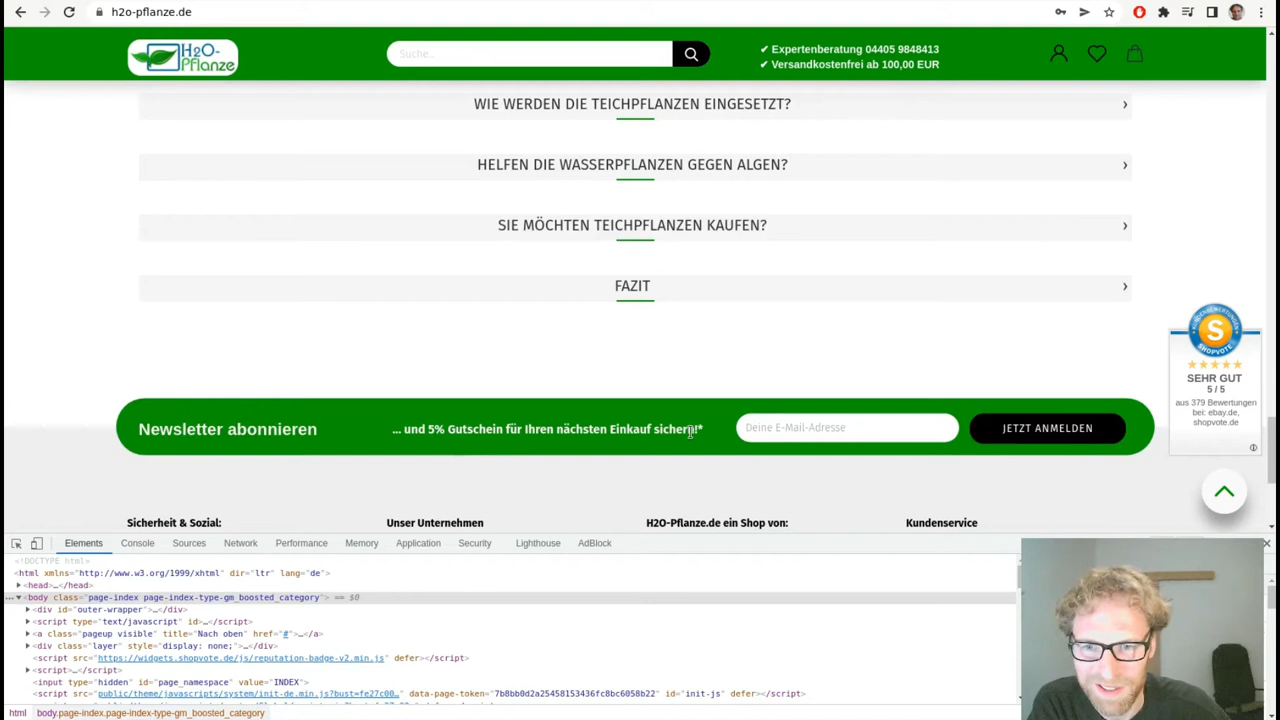 h2o-pflanze.de
H2O-
Pflanze
Suche...
✔ Expertenberatung 04405 9848413
✔ Versandkostenfrei ab 100,00 EUR
WIE WERDEN DIE TEICHPFLANZEN EINGESETZT?
HELFEN DIE WASSERPFLANZEN GEGEN ALGEN?
SIE MÖCHTEN TEICHPFLANZEN KAUFEN?
FAZIT
KUNDENBEWERTUNGEN
S
SHOPVOTE
SEHR GUT
5 / 5
aus 379 Bewertungen
bei: ebay.de,
shopvote.de
Newsletter abonnieren
... und 5% Gutschein für Ihren nächsten Einkauf sichern!*
Deine E-Mail-Adresse
JETZT ANMELDEN
Sicherheit & Sozial:
Unser Unternehmen
H2O-Pflanze.de ein Shop von:
Kundenservice
Elements Console Sources Network Performance Memory Application Security Lighthouse AdBlock
<!DOCTYPE html>
<html xmlns="http://www.w3.org/1999/xhtml" dir="ltr" lang="de">
<head>…</head>
<body class="page-index page-index-type-gm_boosted_category"> == $0
<div id="outer-wrapper">…</div>
<script type="text/javascript" id>…</script>
<a class="pageup visible" title="Nach oben" href="#">…</a>
<div class="layer" style="display: none;">…</div>
<script src="https://widgets.shopvote.de/js/reputation-badge-v2.min.js" defer></script>
<script>…</script>
<input type="hidden" id="page_namespace" value="INDEX">
<script src="public/theme/javascripts/system/init-de.min.js?bust=fe27c00…" data-page-token="7b8bb0d2a25458153436fc8bc6058b22" id="init-js" defer></script>
html body.page-index.page-index-type-gm_boosted_category